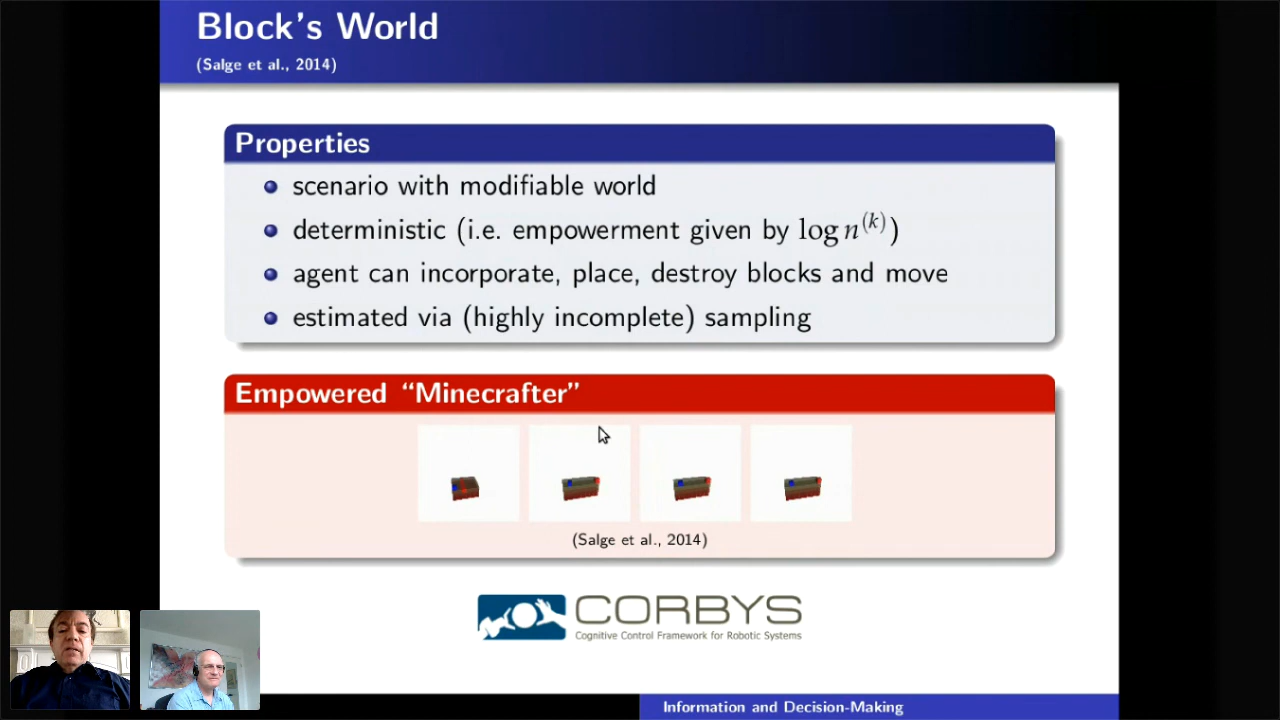 Block's World
(Salge et al., 2014)
Properties
scenario with modifiable world
deterministic (i.e. empowerment given by log n^(k))
agent can incorporate, place, destroy blocks and move
estimated via (highly incomplete) sampling
Empowered “Minecrafter”
(Salge et al., 2014)
CORBYS
Cognitive Control Framework for Robotic Systems
Information and Decision-Making